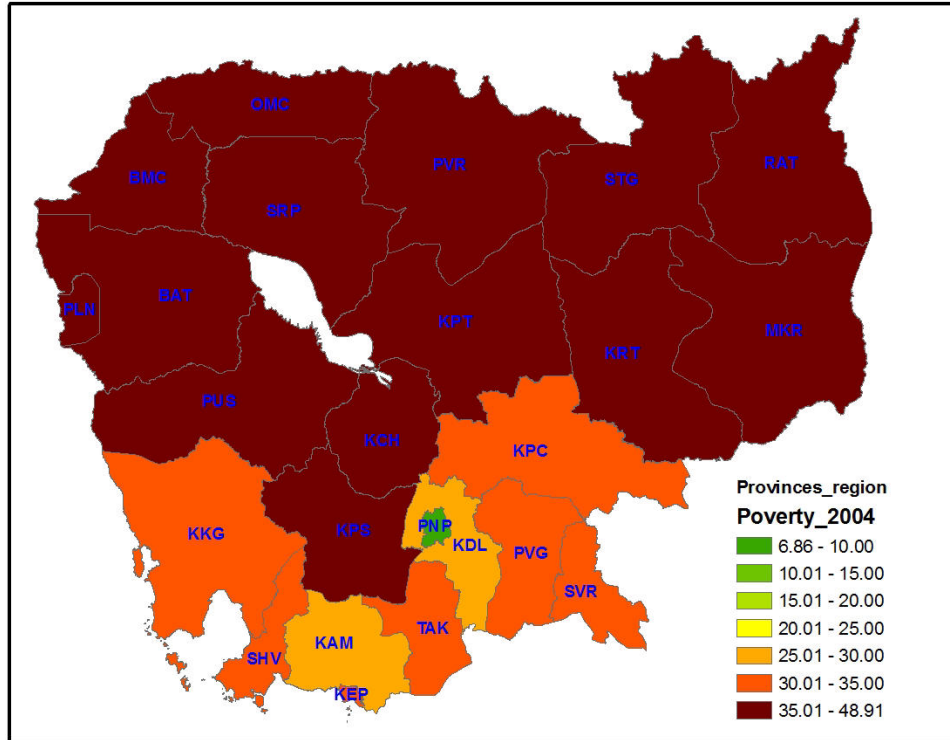 OMC
PVR
BMC
STG
RAT
SRP
PLN
BAT
KPT
KRT
MKR
PUS
KCH
KPC
KKG
KPS
PNP
KDL
PVG
SVR
TAK
KAM
SHV
KEP
Provinces_region
Poverty_2004
6.86 - 10.00
10.01 - 15.00
15.01 - 20.00
20.01 - 25.00
25.01 - 30.00
30.01 - 35.00
35.01 - 48.91